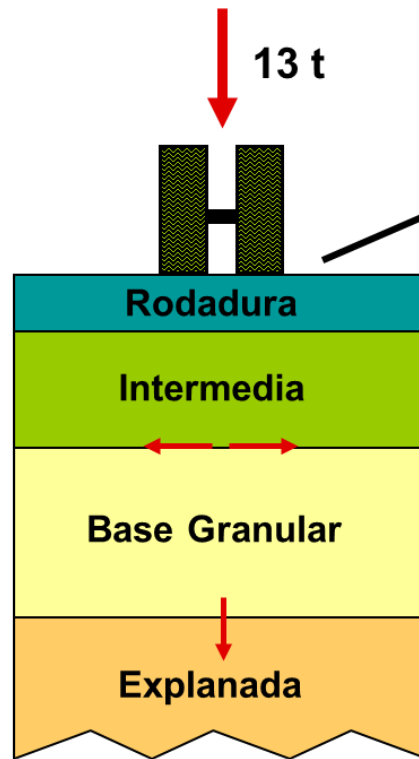 13 t
Rodadura
Intermedia
Base Granular
Explanada